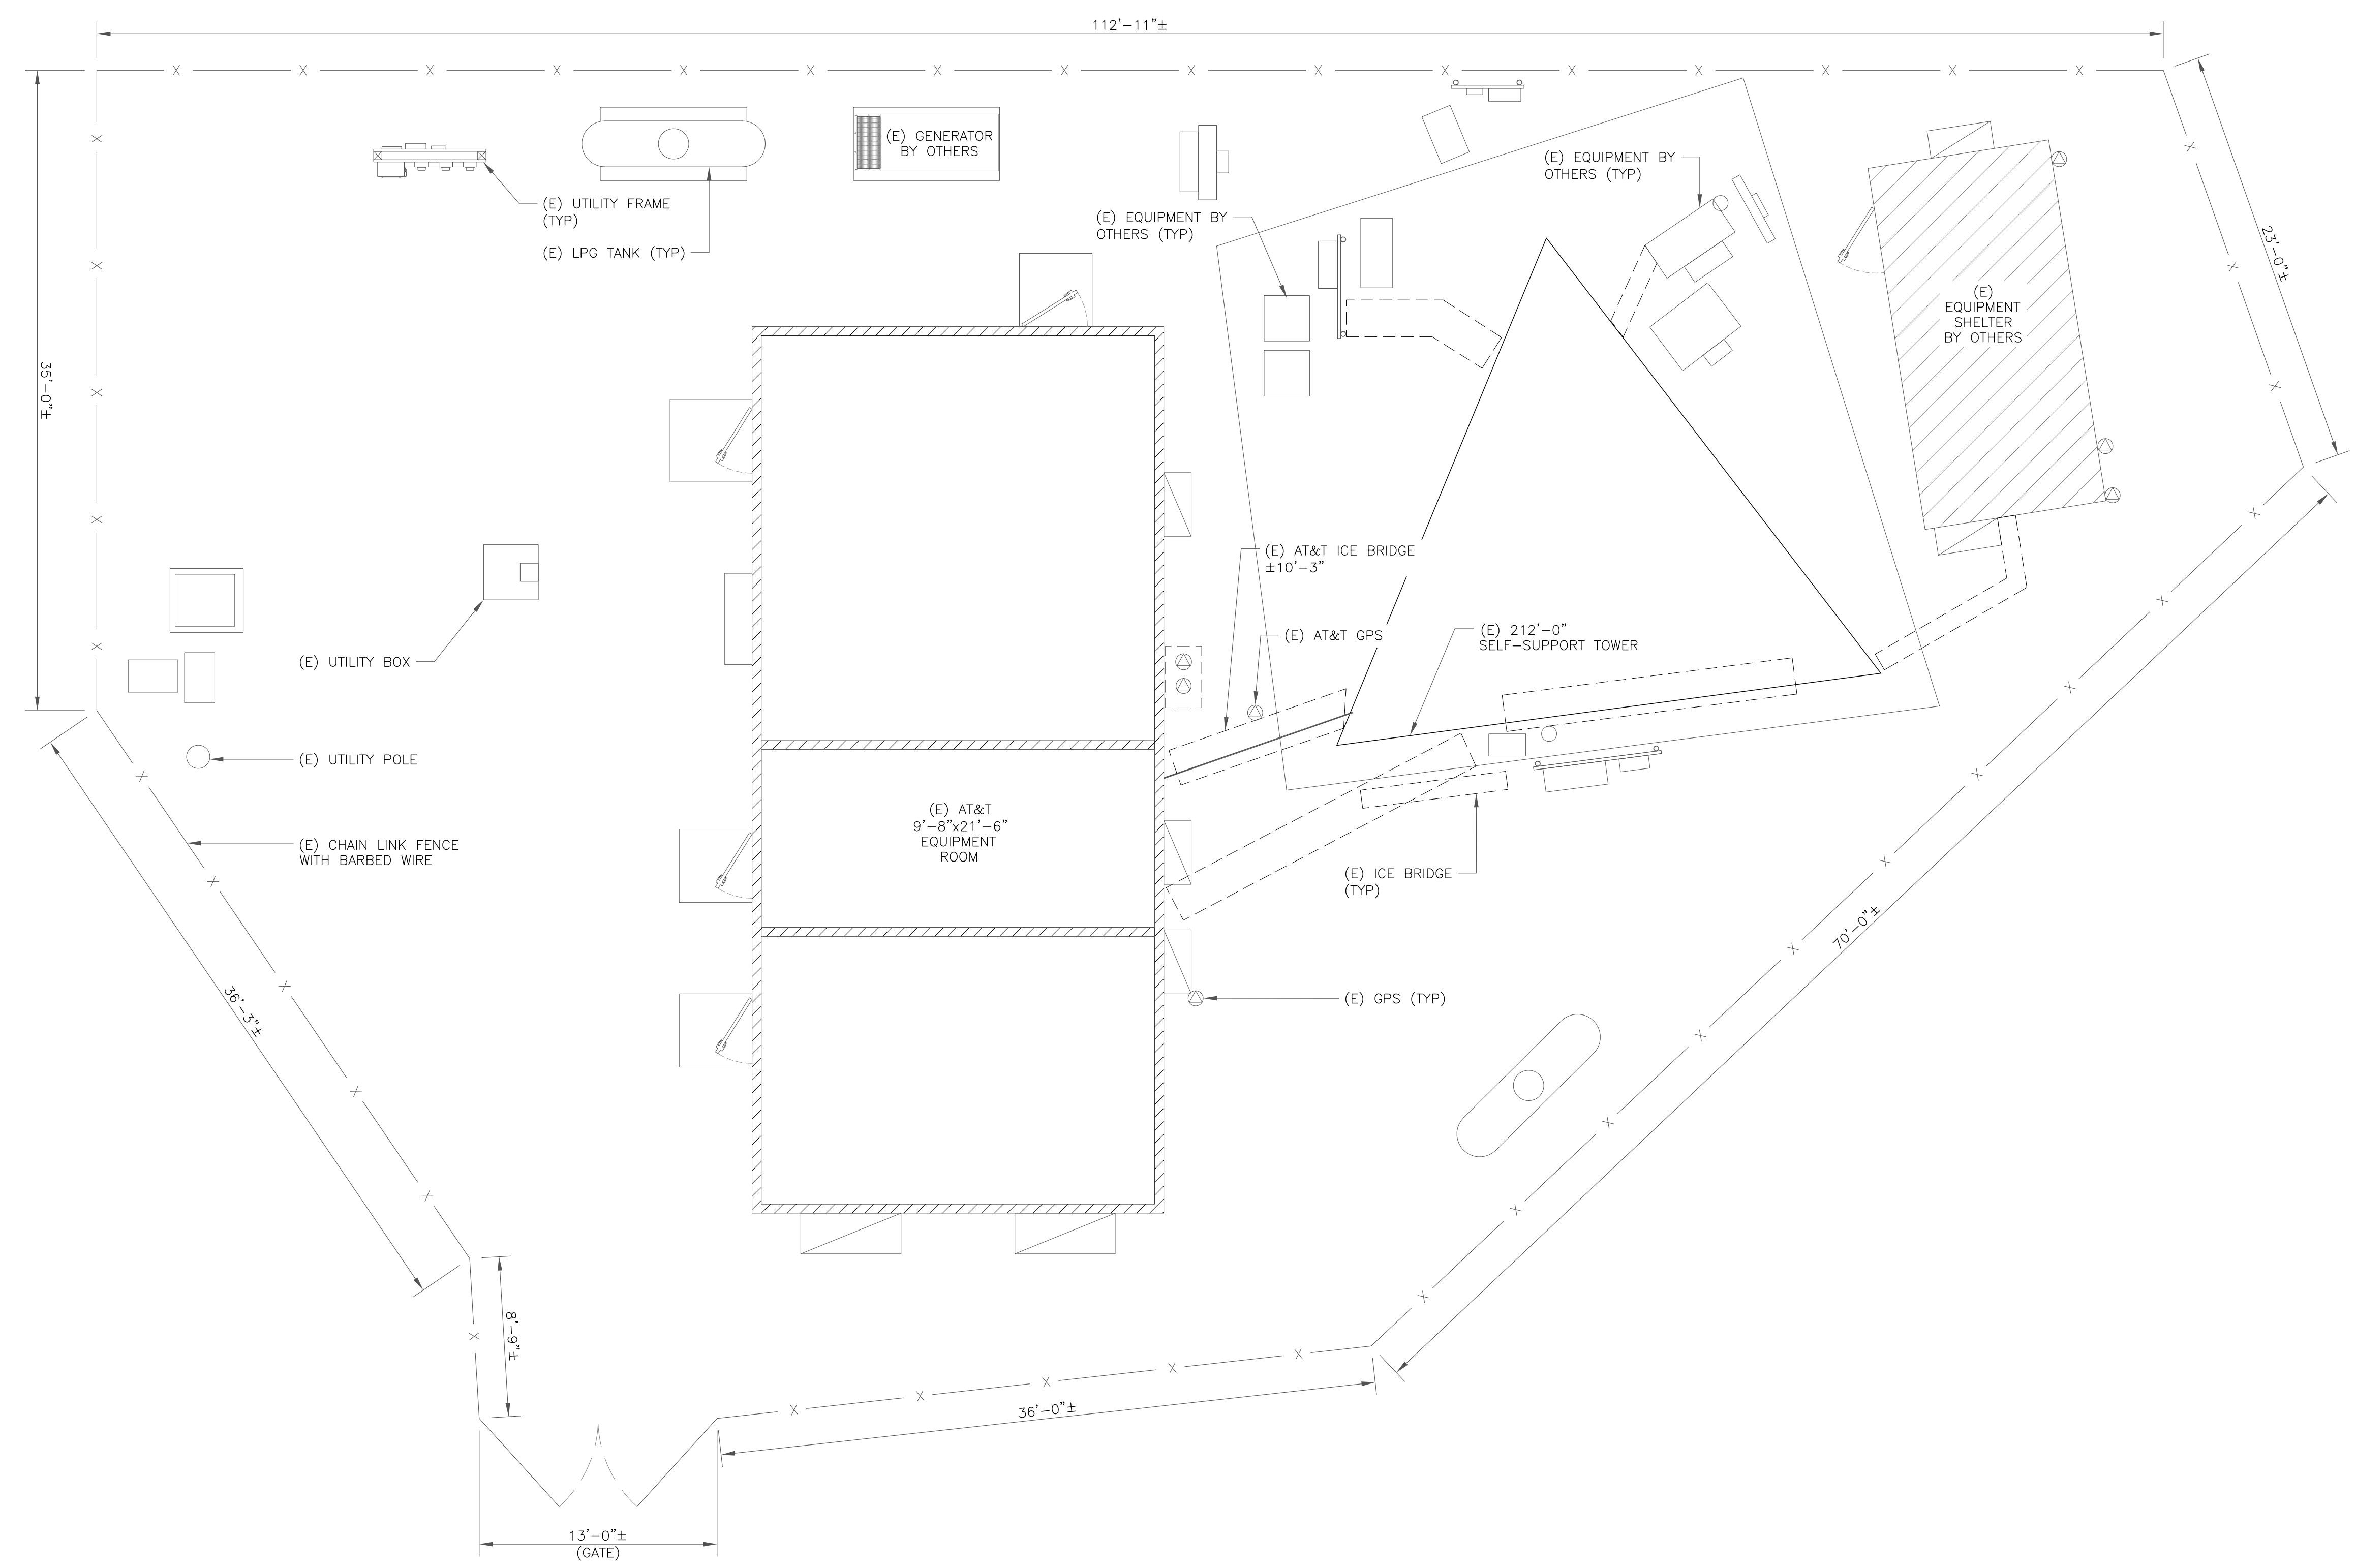 112'-11"±
35'-0"±
23'-0"±
(E) GENERATOR
BY OTHERS
(E) EQUIPMENT BY
OTHERS (TYP)
(E) UTILITY FRAME
(TYP)
(E) EQUIPMENT BY
OTHERS (TYP)
(E) LPG TANK (TYP)
(E)
EQUIPMENT
SHELTER
BY OTHERS
(E) AT&T ICE BRIDGE
±10'-3"
(E) AT&T GPS
(E) 212'-0"
SELF-SUPPORT TOWER
(E) UTILITY BOX
(E) UTILITY POLE
(E) AT&T
9'-8"x21'-6"
EQUIPMENT
ROOM
(E) CHAIN LINK FENCE
WITH BARBED WIRE
(E) ICE BRIDGE
(TYP)
70'-0"±
(E) GPS (TYP)
36'-3"±
8'-9"±
36'-0"±
13'-0"±
(GATE)